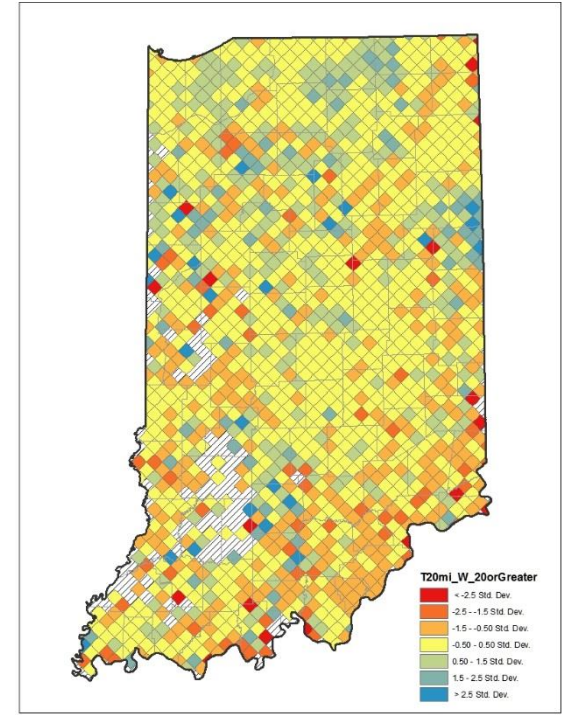 T20mi_W_20orGreater
< -2.5 Std. Dev.
-2.5 - -1.5 Std. Dev.
-1.5 - -0.50 Std. Dev.
-0.50 - 0.50 Std. Dev.
0.50 - 1.5 Std. Dev.
1.5 - 2.5 Std. Dev.
> 2.5 Std. Dev.